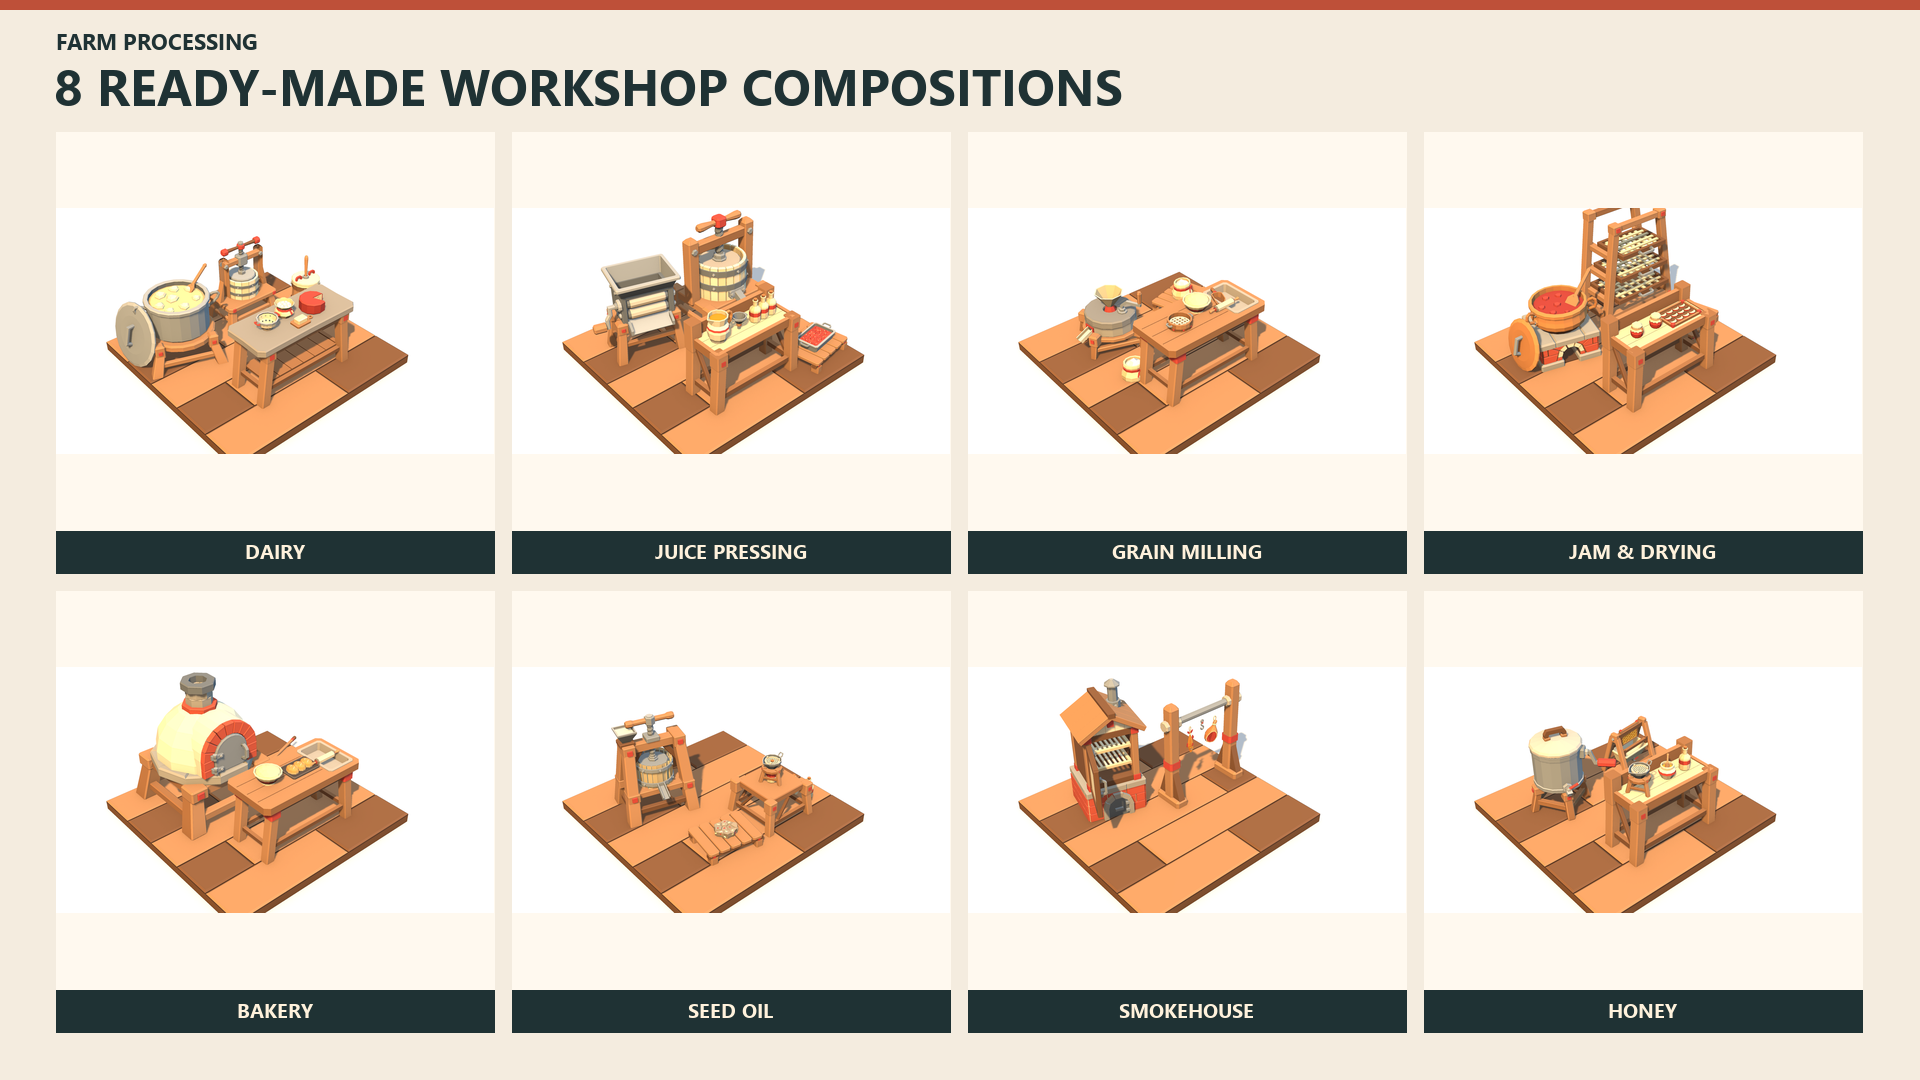 FARM PROCESSING
8 READY-MADE WORKSHOP COMPOSITIONS
DAIRY
JUICE PRESSING
GRAIN MILLING
JAM & DRYING
BAKERY
SEED OIL
SMOKEHOUSE
HONEY